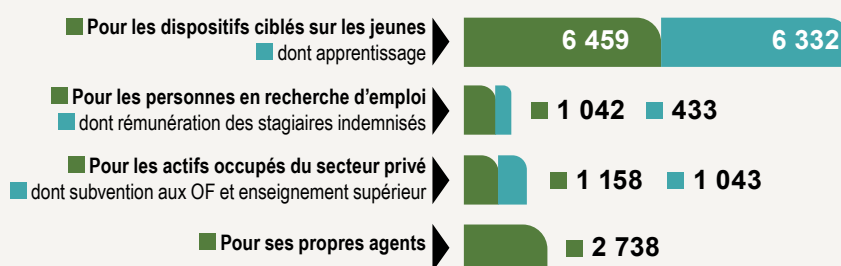 Pour les dispositifs ciblés sur les jeunes
dont apprentissage
6 459 6 332
Pour les personnes en recherche d'emploi
dont rémunération des stagiaires indemnisés
1 042 433
Pour les actifs occupés du secteur privé
dont subvention aux OF et enseignement supérieur
1 158 1 043
Pour ses propres agents
2 738